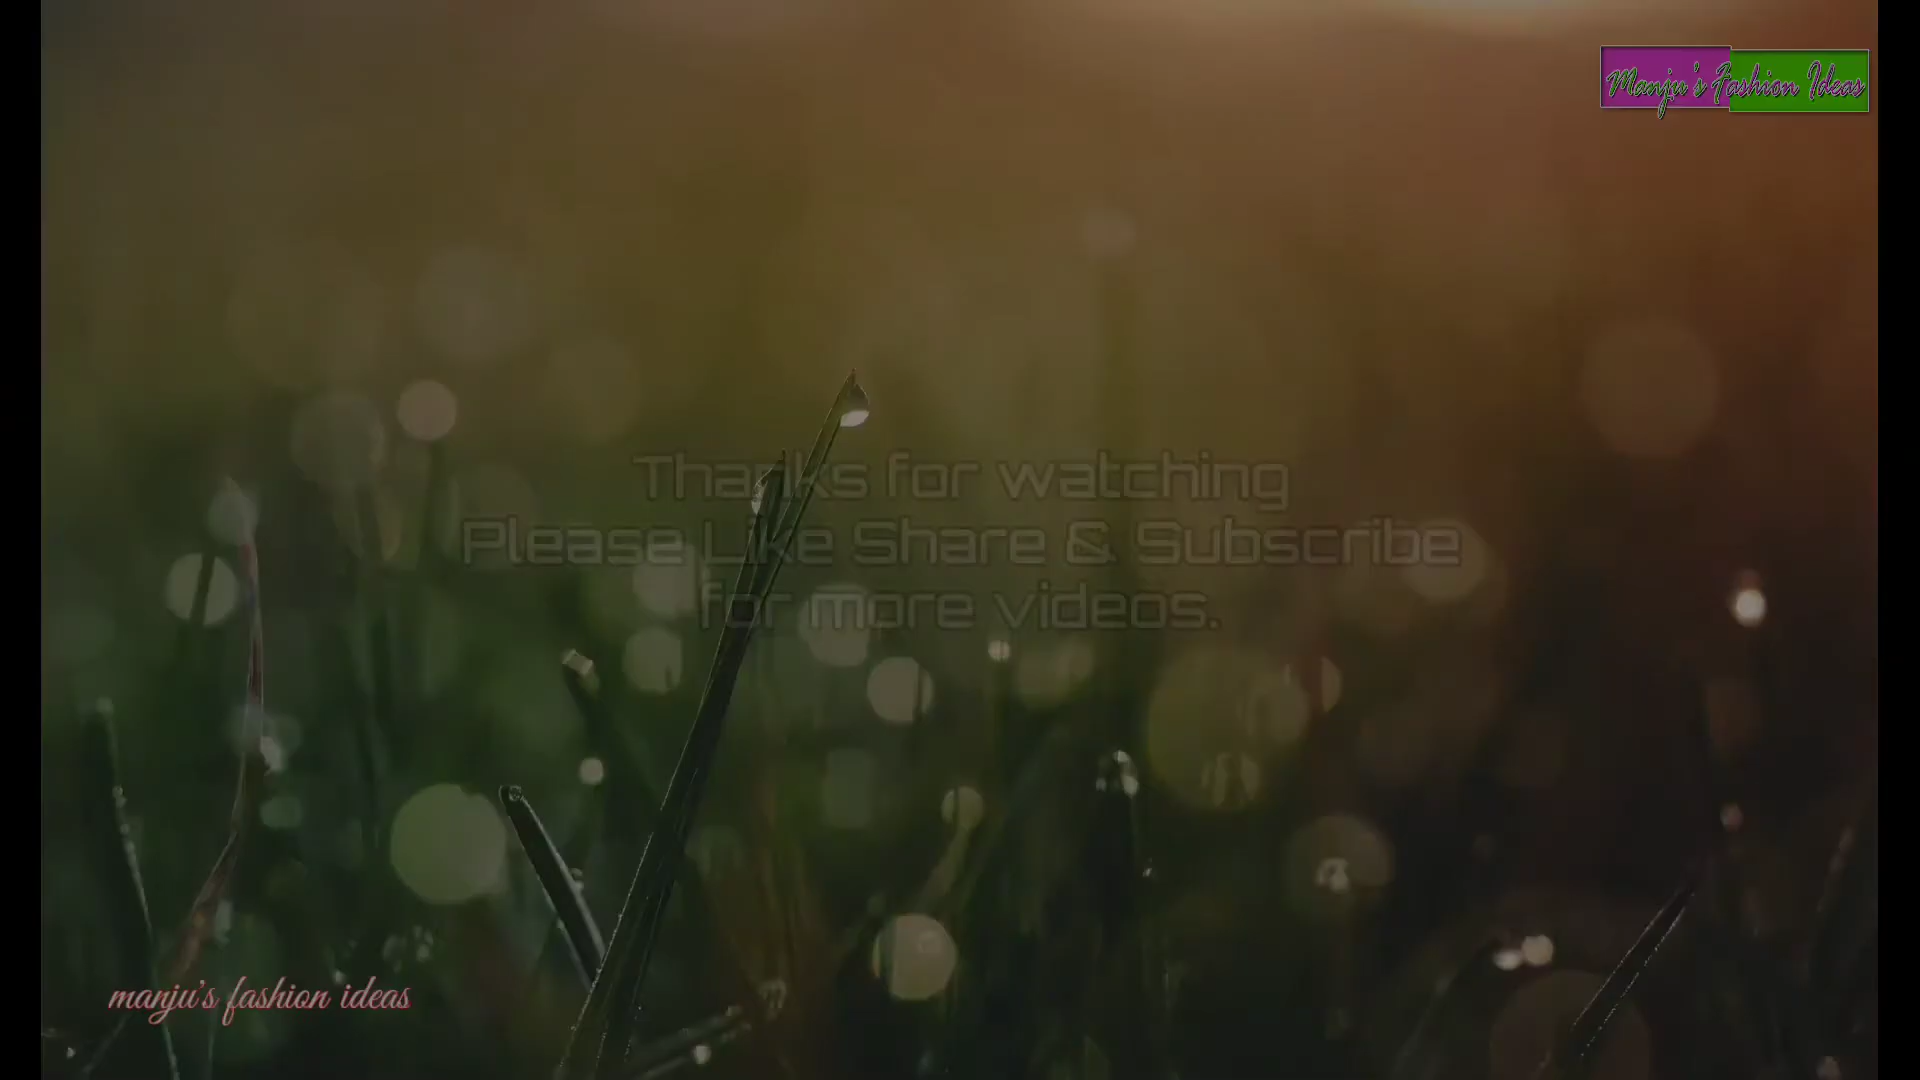 Manju's Fashion Ideas
Thanks for watching
Please Like Share & Subscribe
for more videos.
manju's fashion ideas